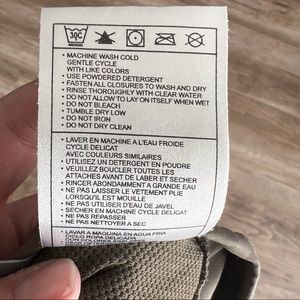 30C
• MACHINE WASH COLD
GENTLE CYCLE
WITH LIKE COLORS
• USE POWDERED DETERGENT
• FASTEN ALL CLOSURES TO WASH AND DRY
• RINSE THOROUGHLY WITH CLEAR WATER
• DO NOT ALLOW TO LAY ON ITSELF WHEN WET
• DO NOT BLEACH
• TUMBLE DRY LOW
• DO NOT IRON
• DO NOT DRY CLEAN
• LAVER EN MACHINE A L'EAU FROIDE
CYCLE DELICAT
AVEC COULEURS SIMILAIRES
• UTILISEZ UN DETERGENT EN POUDRE
• VEUILLEZ BOUCLER TOUTES LES
ATTACHES AVANT DE LABER ET SECHER
• RINCER ABONDAMMENT A GRANDE EAU
• NE PAS LAISSER LE VETEMENT PLIE
LORSQU'IL EST MOUILLE
• NE PAS UTILISER D'EAU DE JAVEL
• SECHER EN MACHINE CYCLE DELICAT
• NE PAS REPASSER
• NE PAS NETTOYER A SEC
• LAVAR A MAQUINA EN AGUA FRIA
CICLO ROPA DELICADA